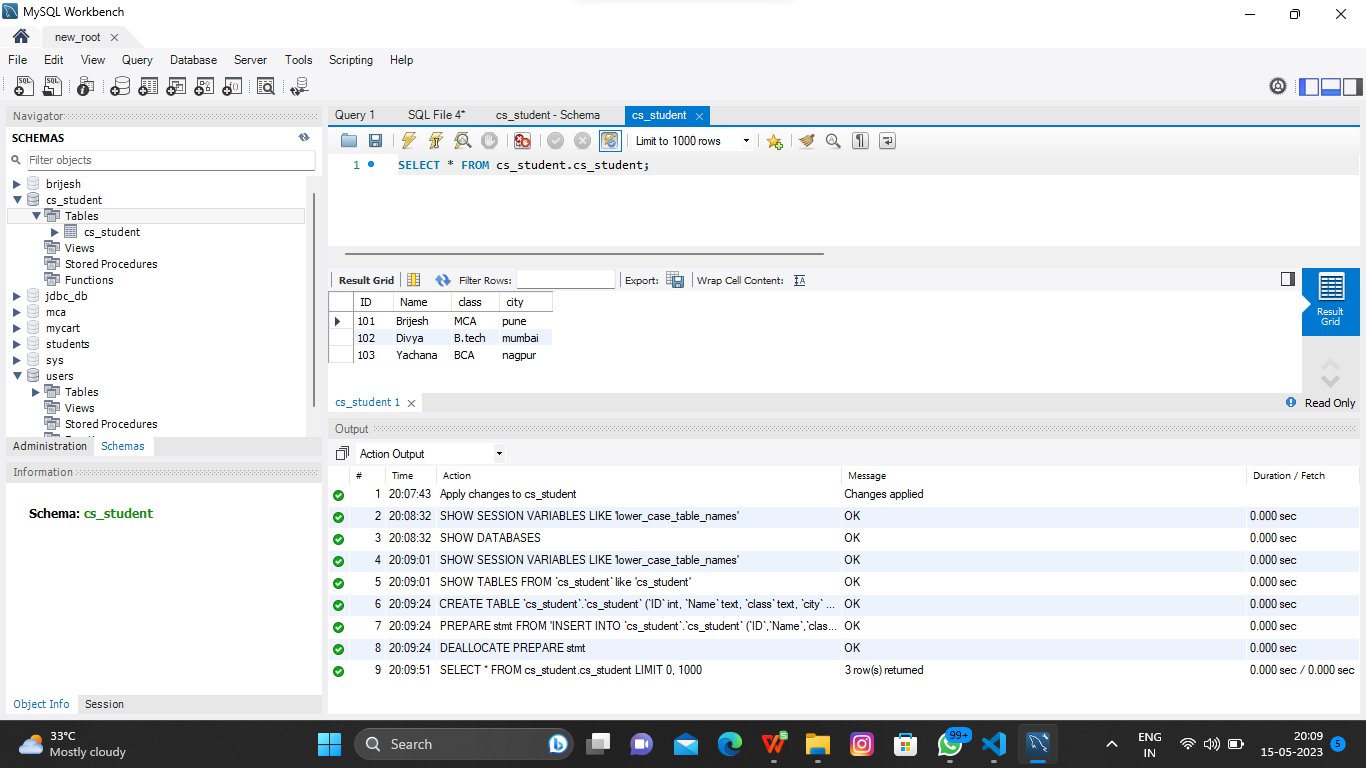 MySQL Workbench
new_root
File Edit View Query Database Server Tools Scripting Help
Navigator
SCHEMAS
Filter objects
brijesh
cs_student
Tables
cs_student
Views
Stored Procedures
Functions
jdbc_db
mca
mycart
students
sys
users
Tables
Views
Stored Procedures
Administration Schemas
Information
Schema: cs_student
Object Info Session
Query 1 SQL File 4* cs_student - Schema cs_student
Limit to 1000 rows
1 SELECT * FROM cs_student.cs_student;
Result Grid Filter Rows: Export: Wrap Cell Content:
ID Name class city
101 Brijesh MCA pune
102 Divya B.tech mumbai
103 Yachana BCA nagpur
Result
Grid
cs_student 1
Read Only
Output
Action Output
# Time Action Message Duration / Fetch
1 20:07:43 Apply changes to cs_student Changes applied
2 20:08:32 SHOW SESSION VARIABLES LIKE 'lower_case_table_names' OK 0.000 sec
3 20:08:32 SHOW DATABASES OK 0.000 sec
4 20:09:01 SHOW SESSION VARIABLES LIKE 'lower_case_table_names' OK 0.000 sec
5 20:09:01 SHOW TABLES FROM `cs_student` like 'cs_student' OK 0.000 sec
6 20:09:24 CREATE TABLE `cs_student`.`cs_student` (`ID` int, `Name` text, `class` text, `city` ... OK 0.000 sec
7 20:09:24 PREPARE stmt FROM 'INSERT INTO `cs_student`.`cs_student` (`ID`,`Name`,`clas... OK 0.000 sec
8 20:09:24 DEALLOCATE PREPARE stmt OK 0.000 sec
9 20:09:51 SELECT * FROM cs_student.cs_student LIMIT 0, 1000 3 row(s) returned 0.000 sec / 0.000 sec
33°C
Mostly cloudy
Search
99+
ENG
IN
20:09
15-05-2023
5